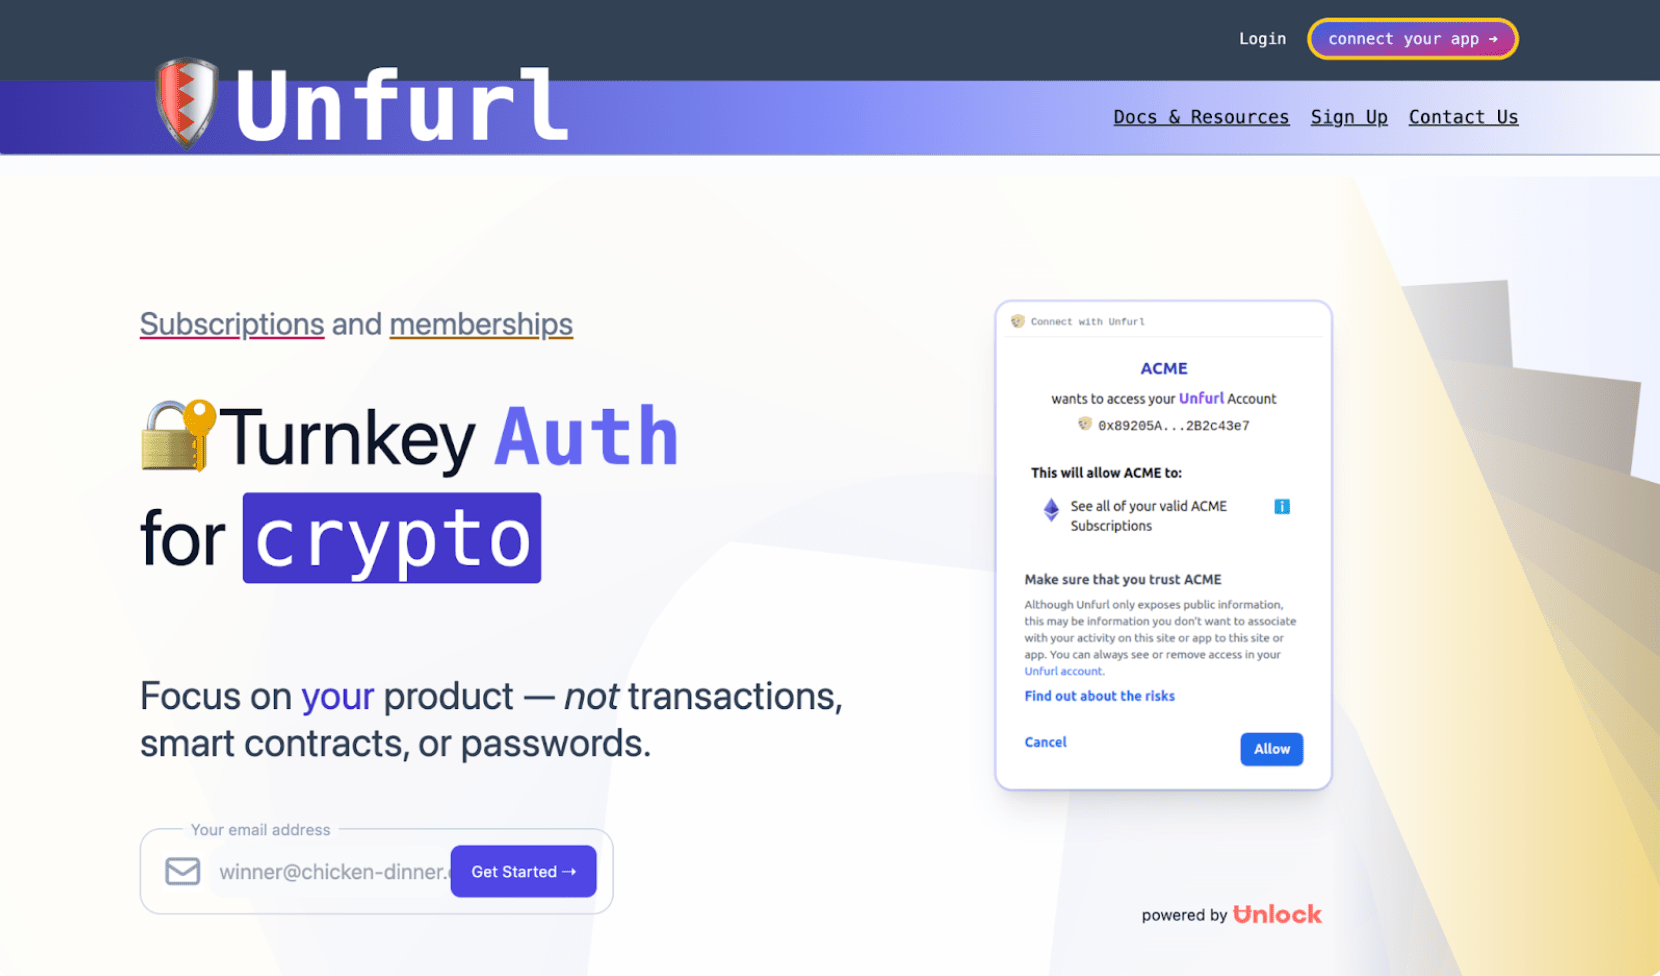 Login
connect your app →
Unfurl
Docs & Resources
Sign Up
Contact Us
Subscriptions and memberships
Turnkey Auth
for crypto
Focus on your product — not transactions,
smart contracts, or passwords.
Your email address
winner@chicken-dinner.
Get Started →
Connect with Unfurl
ACME
wants to access your Unfurl Account
0x89205A...2B2c43e7
This will allow ACME to:
See all of your valid ACME
Subscriptions
i
Make sure that you trust ACME
Although Unfurl only exposes public information,
this may be information you don't want to associate
with your activity on this site or app to this site or
app. You can always see or remove access in your
Unfurl account.
Find out about the risks
Cancel
Allow
powered by Unlock